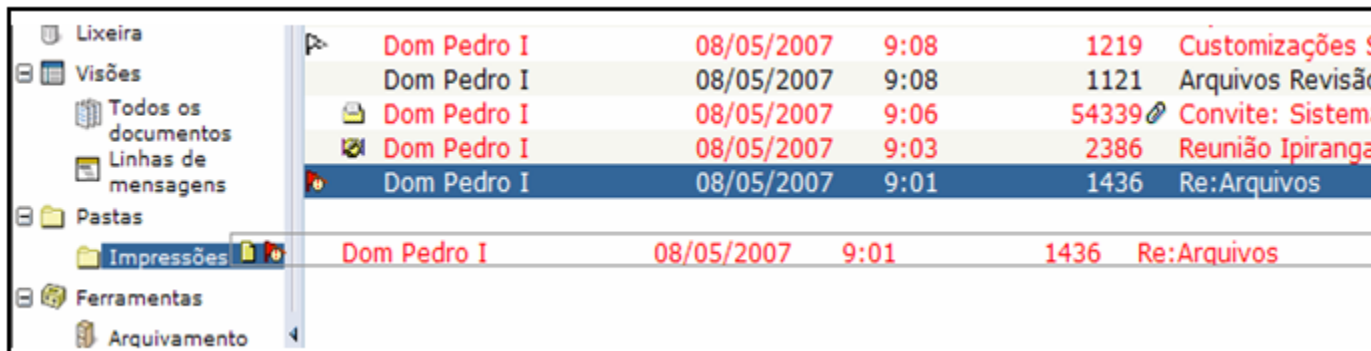 Lixeira
Visões
Todos os
documentos
Linhas de
mensagens
Pastas
Impressões
Ferramentas
Arquivamento
Dom Pedro I 08/05/2007 9:08 1219 Customizações
Dom Pedro I 08/05/2007 9:08 1121 Arquivos Revisão
Dom Pedro I 08/05/2007 9:06 54339 Convite: Sistema
Dom Pedro I 08/05/2007 9:03 2386 Reunião Ipiranga
Dom Pedro I 08/05/2007 9:01 1436 Re:Arquivos
Dom Pedro I 08/05/2007 9:01 1436 Re:Arquivos